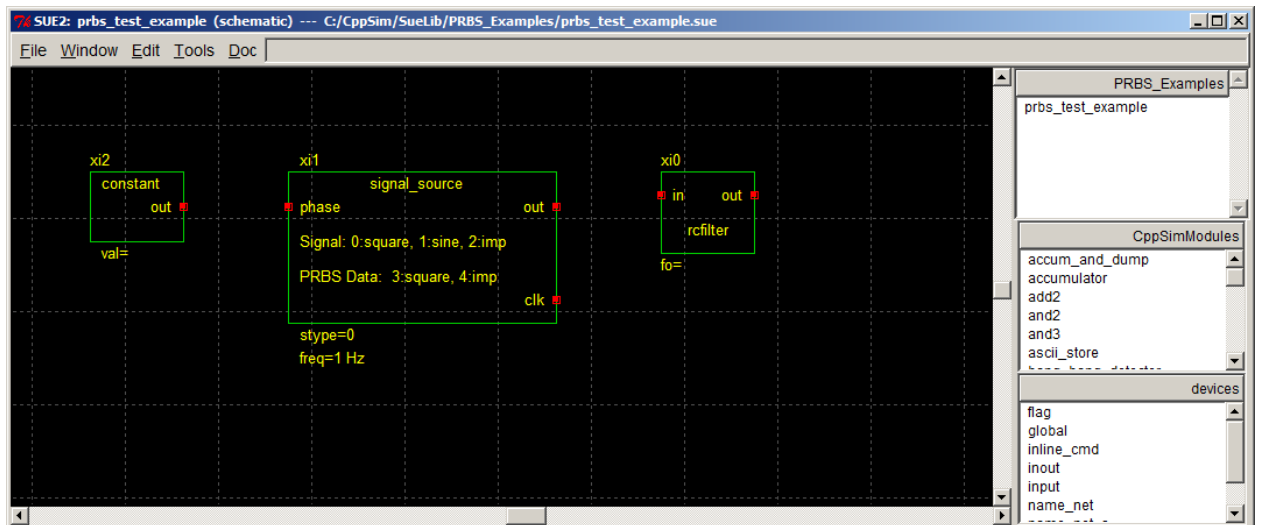 SUE2: prbs_test_example (schematic) --- C:/CppSim/SueLib/PRBS_Examples/prbs_test_example.sue
File Window Edit Tools Doc
xi2
constant
out
val=
xi1
signal_source
phase
out
Signal: 0:square, 1:sine, 2:imp
PRBS Data: 3:square, 4:imp
clk
stype=0
freq=1 Hz
xi0
in
out
rcfilter
fo=
PRBS_Examples
prbs_test_example
CppSimModules
accum_and_dump
accumulator
add2
and2
and3
ascii_store
devices
flag
global
inline_cmd
inout
input
name_net